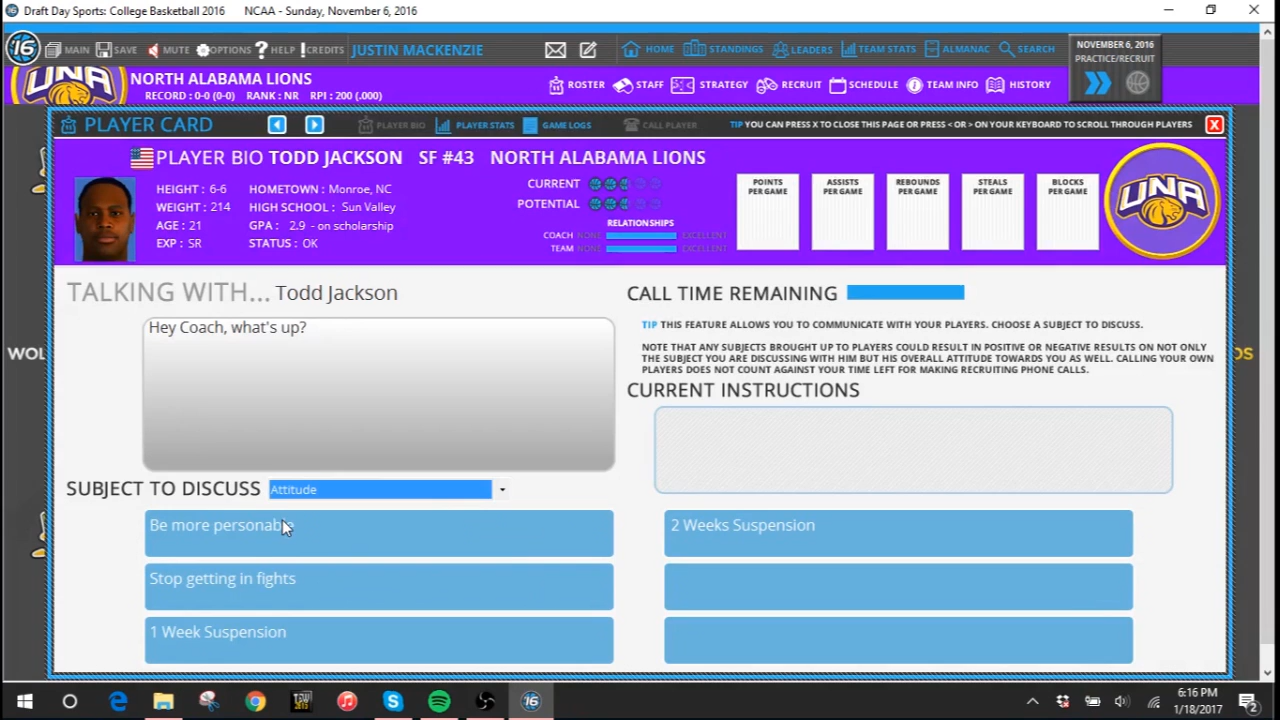 Draft Day Sports: College Basketball 2016 NCAA - Sunday, November 6, 2016
16 MAIN SAVE MUTE OPTIONS ? HELP !CREDITS JUSTIN MACKENZIE HOME STANDINGS LEADERS TEAM STATS ALMANAC SEARCH
NOVEMBER 6, 2016
PRACTICE/RECRUIT
UNA NORTH ALABAMA LIONS
RECORD : 0-0 (0-0) RANK : NR RPI : 200 (.000)
ROSTER STAFF STRATEGY RECRUIT SCHEDULE TEAM INFO HISTORY
PLAYER CARD PLAYER BIO PLAYER STATS GAME LOGS CALL PLAYER TIP YOU CAN PRESS X TO CLOSE THIS PAGE OR PRESS < OR > ON YOUR KEYBOARD TO SCROLL THROUGH PLAYERS X
PLAYER BIO TODD JACKSON SF #43 NORTH ALABAMA LIONS
HEIGHT : 6-6 HOMETOWN : Monroe, NC
WEIGHT : 214 HIGH SCHOOL : Sun Valley
AGE : 21 GPA : 2.9 - on scholarship
EXP : SR STATUS : OK
CURRENT
POTENTIAL
RELATIONSHIPS
COACH NONE EXCELLENT
TEAM NONE EXCELLENT
POINTS PER GAME
ASSISTS PER GAME
REBOUNDS PER GAME
STEALS PER GAME
BLOCKS PER GAME
UNA
TALKING WITH... Todd Jackson
Hey Coach, what's up?
CALL TIME REMAINING
TIP THIS FEATURE ALLOWS YOU TO COMMUNICATE WITH YOUR PLAYERS. CHOOSE A SUBJECT TO DISCUSS.
NOTE THAT ANY SUBJECTS BROUGHT UP TO PLAYERS COULD RESULT IN POSITIVE OR NEGATIVE RESULTS ON NOT ONLY
THE SUBJECT YOU ARE DISCUSSING WITH HIM BUT HIS OVERALL ATTITUDE TOWARDS YOU AS WELL. CALLING YOUR OWN
PLAYERS DOES NOT COUNT AGAINST YOUR TIME LEFT FOR MAKING RECRUITING PHONE CALLS.
CURRENT INSTRUCTIONS
WOL
DS
SUBJECT TO DISCUSS Attitude
Be more personable
Stop getting in fights
1 Week Suspension
2 Weeks Suspension
16
6:16 PM
1/18/2017
2